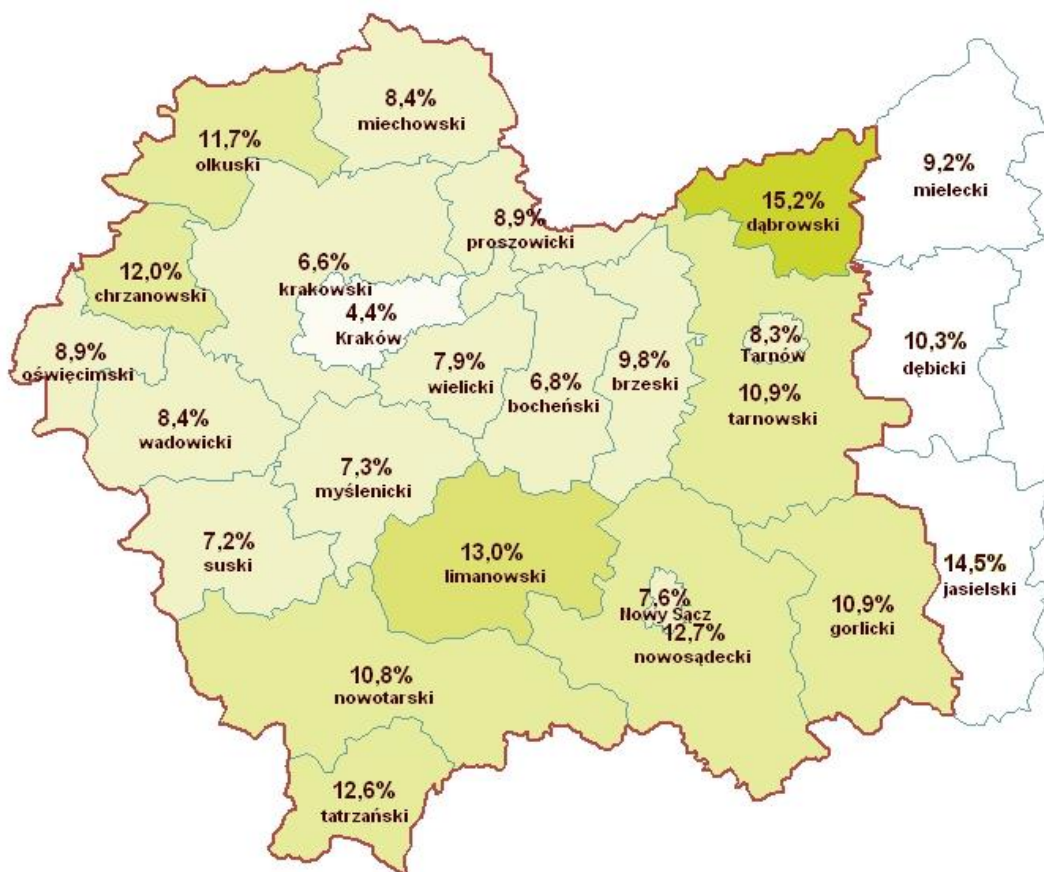 8,4%
miechowski
11,7%
olkuski
9,2%
mielecki
15,2%
dąbrowski
8,9%
proszowicki
12,0%
chrzanowski
6,6%
krakowski
4,4%
Kraków
8,3%
Tarnów
10,3%
dębicki
8,9%
oświęcimski
7,9%
wielicki
6,8%
bocheński
9,8%
brzeski
10,9%
tarnowski
8,4%
wadowicki
7,3%
myślenicki
7,2%
suski
13,0%
limanowski
14,5%
jasielski
7,6%
Nowy Sącz
12,7%
nowosądecki
10,9%
gorlicki
10,8%
nowotarski
12,6%
tatrzański